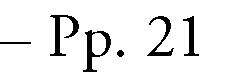 – Pp. 21